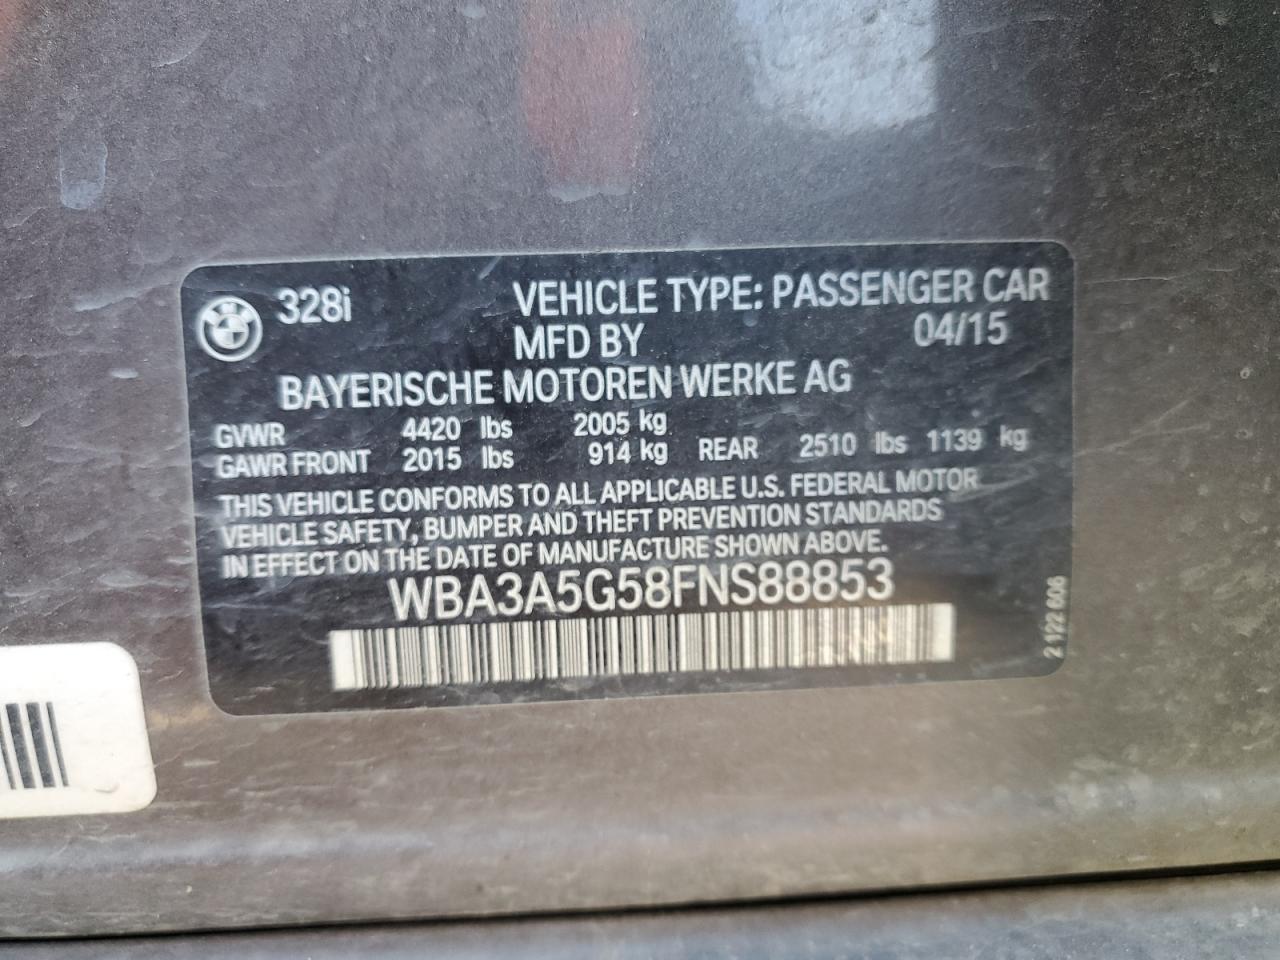 BMW 328i VEHICLE TYPE: PASSENGER CAR
MFD BY 04/15
BAYERISCHE MOTOREN WERKE AG
GVWR 4420 lbs 2005 kg
GAWR FRONT 2015 lbs 914 kg REAR 2510 lbs 1139 kg
THIS VEHICLE CONFORMS TO ALL APPLICABLE U.S. FEDERAL MOTOR
VEHICLE SAFETY, BUMPER AND THEFT PREVENTION STANDARDS
IN EFFECT ON THE DATE OF MANUFACTURE SHOWN ABOVE.
WBA3A5G58FNS88853
2 122 606